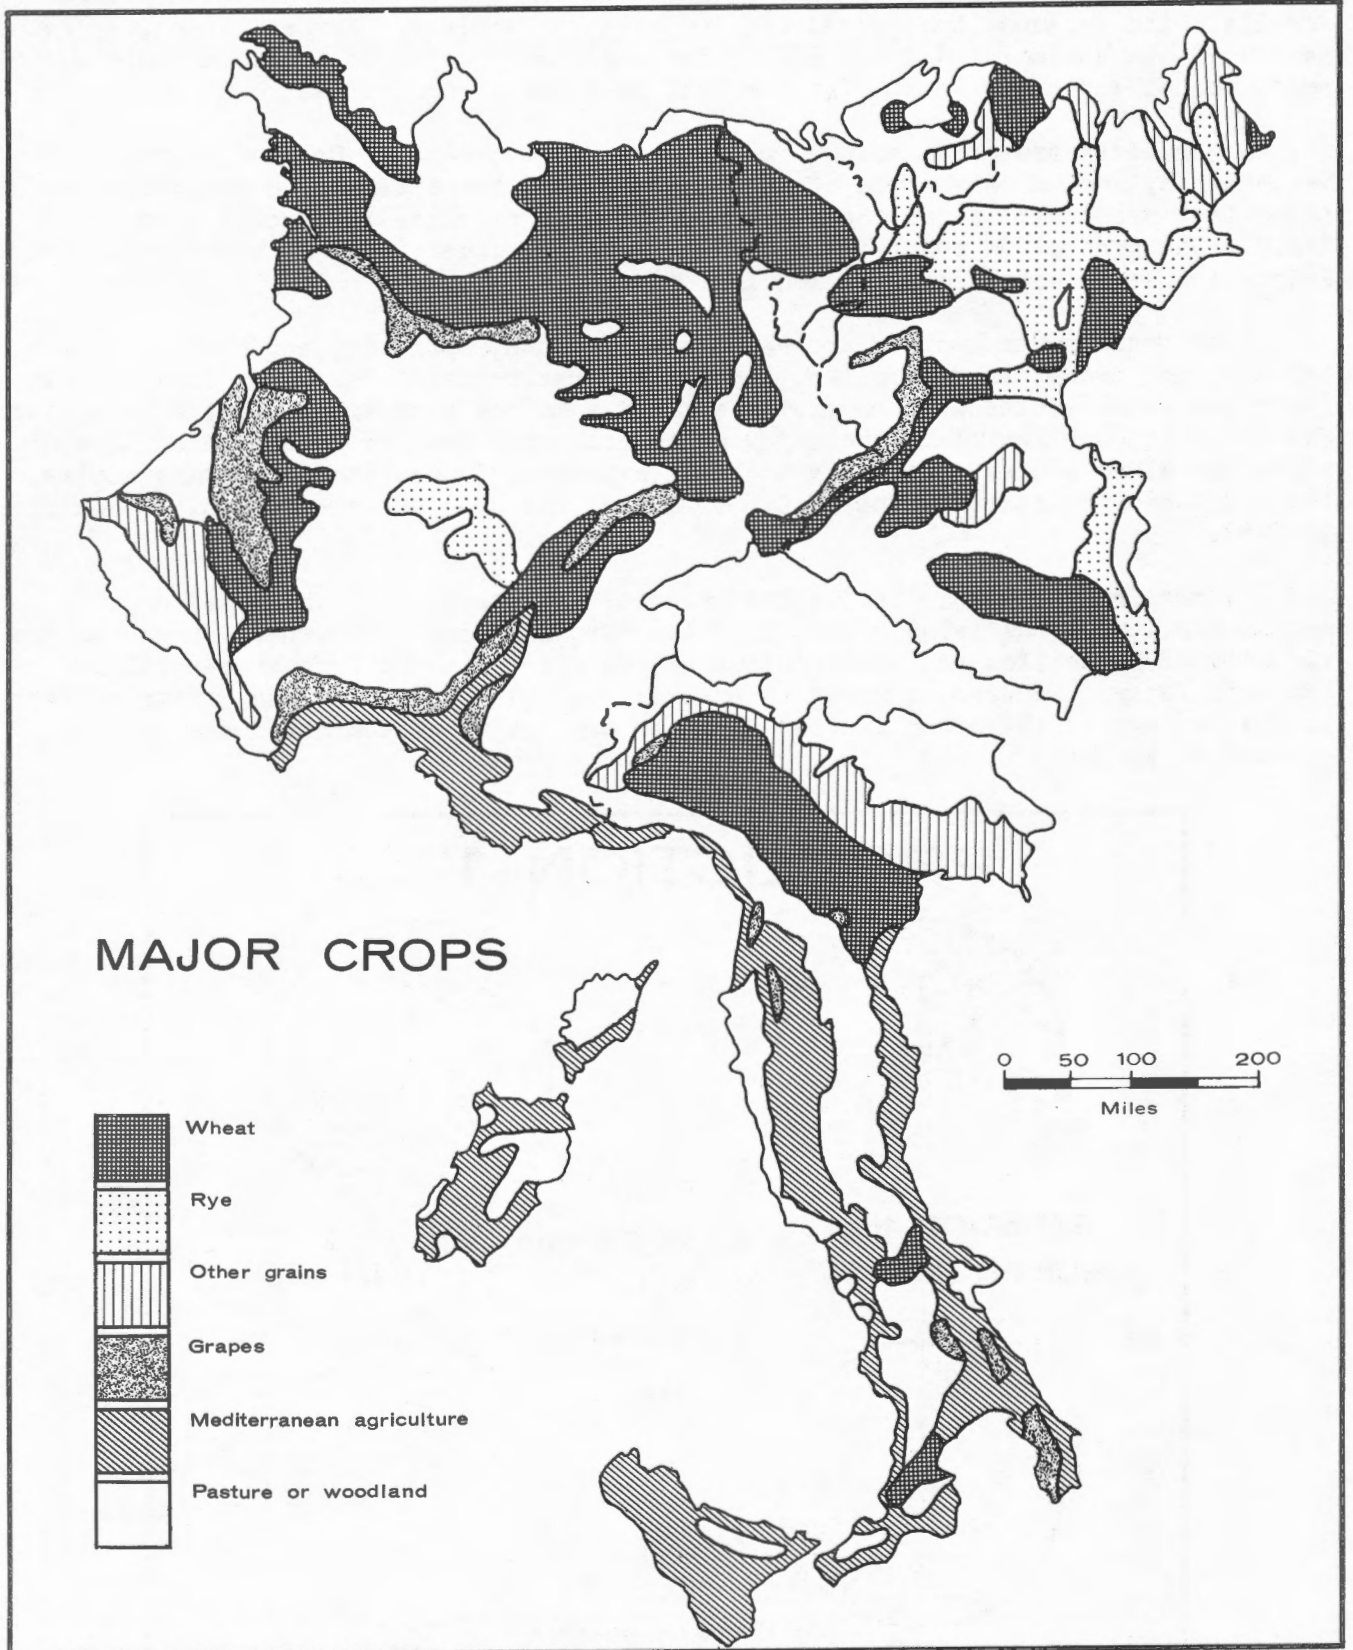 MAJOR CROPS
0 50 100 200
Miles
Wheat
Rye
Other grains
Grapes
Mediterranean agriculture
Pasture or woodland